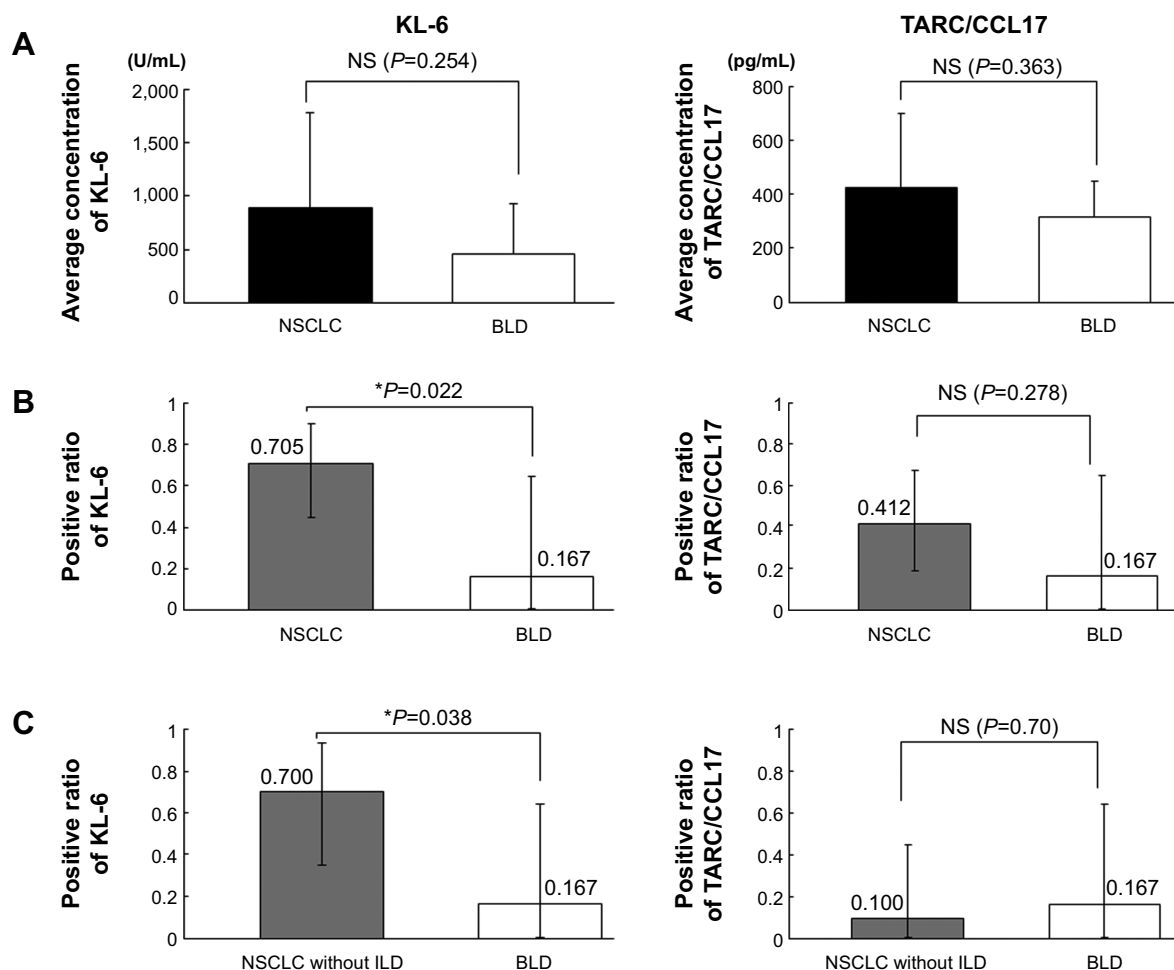 KL-6
TARC/CCL17
A
(U/mL)
NS (P=0.254)
2,000
1,500
1,000
500
0
Average concentration
of KL-6
NSCLC
BLD
(pg/mL)
NS (P=0.363)
800
600
400
200
0
Average concentration
of TARC/CCL17
NSCLC
BLD
B
*P=0.022
1
0.8
0.6
0.4
0.2
0
0.705
0.167
Positive ratio
of KL-6
NSCLC
BLD
NS (P=0.278)
1
0.8
0.6
0.4
0.2
0
0.412
0.167
Positive ratio
of TARC/CCL17
NSCLC
BLD
C
*P=0.038
1
0.8
0.6
0.4
0.2
0
0.700
0.167
Positive ratio
of KL-6
NSCLC without ILD
BLD
NS (P=0.70)
1
0.8
0.6
0.4
0.2
0
0.100
0.167
Positive ratio
of TARC/CCL17
NSCLC without ILD
BLD